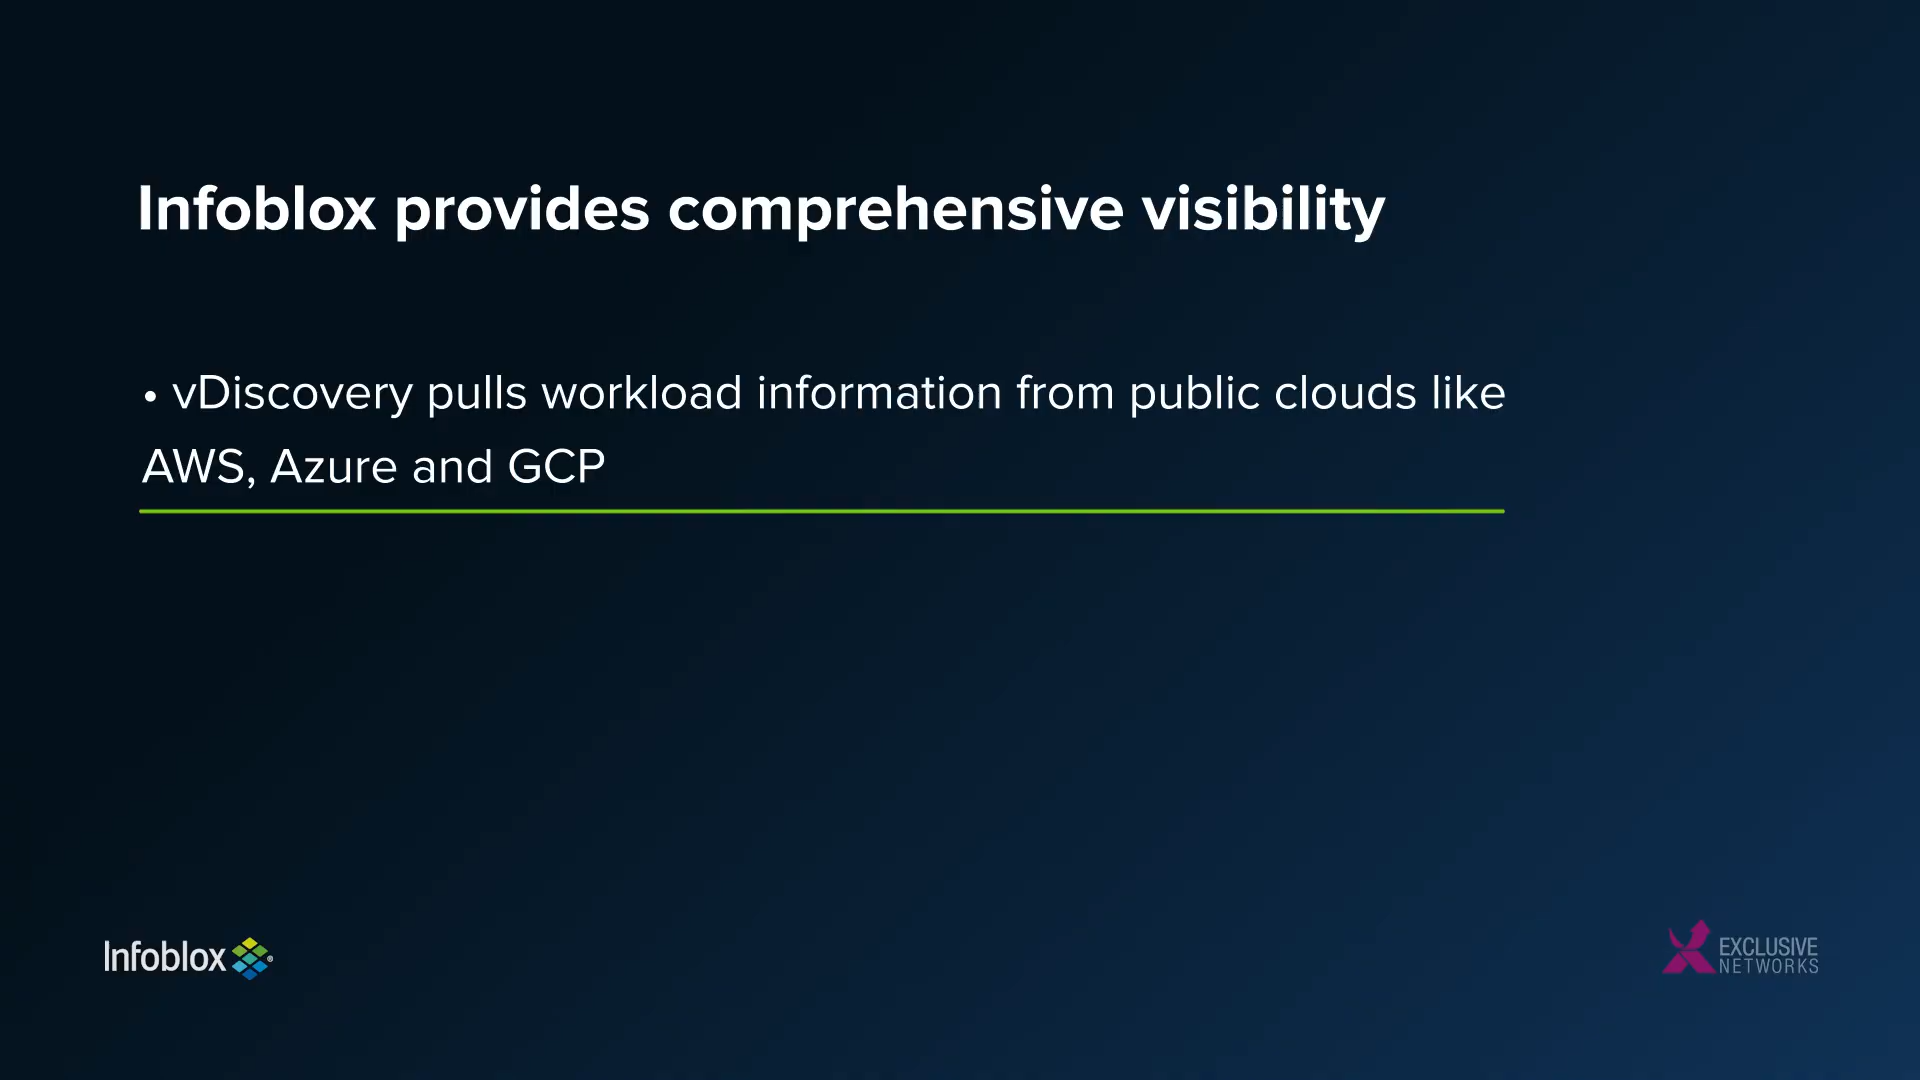 Infoblox provides comprehensive visibility
• vDiscovery pulls workload information from public clouds like
AWS, Azure and GCP
Infoblox®
EXCLUSIVE
NETWORKS